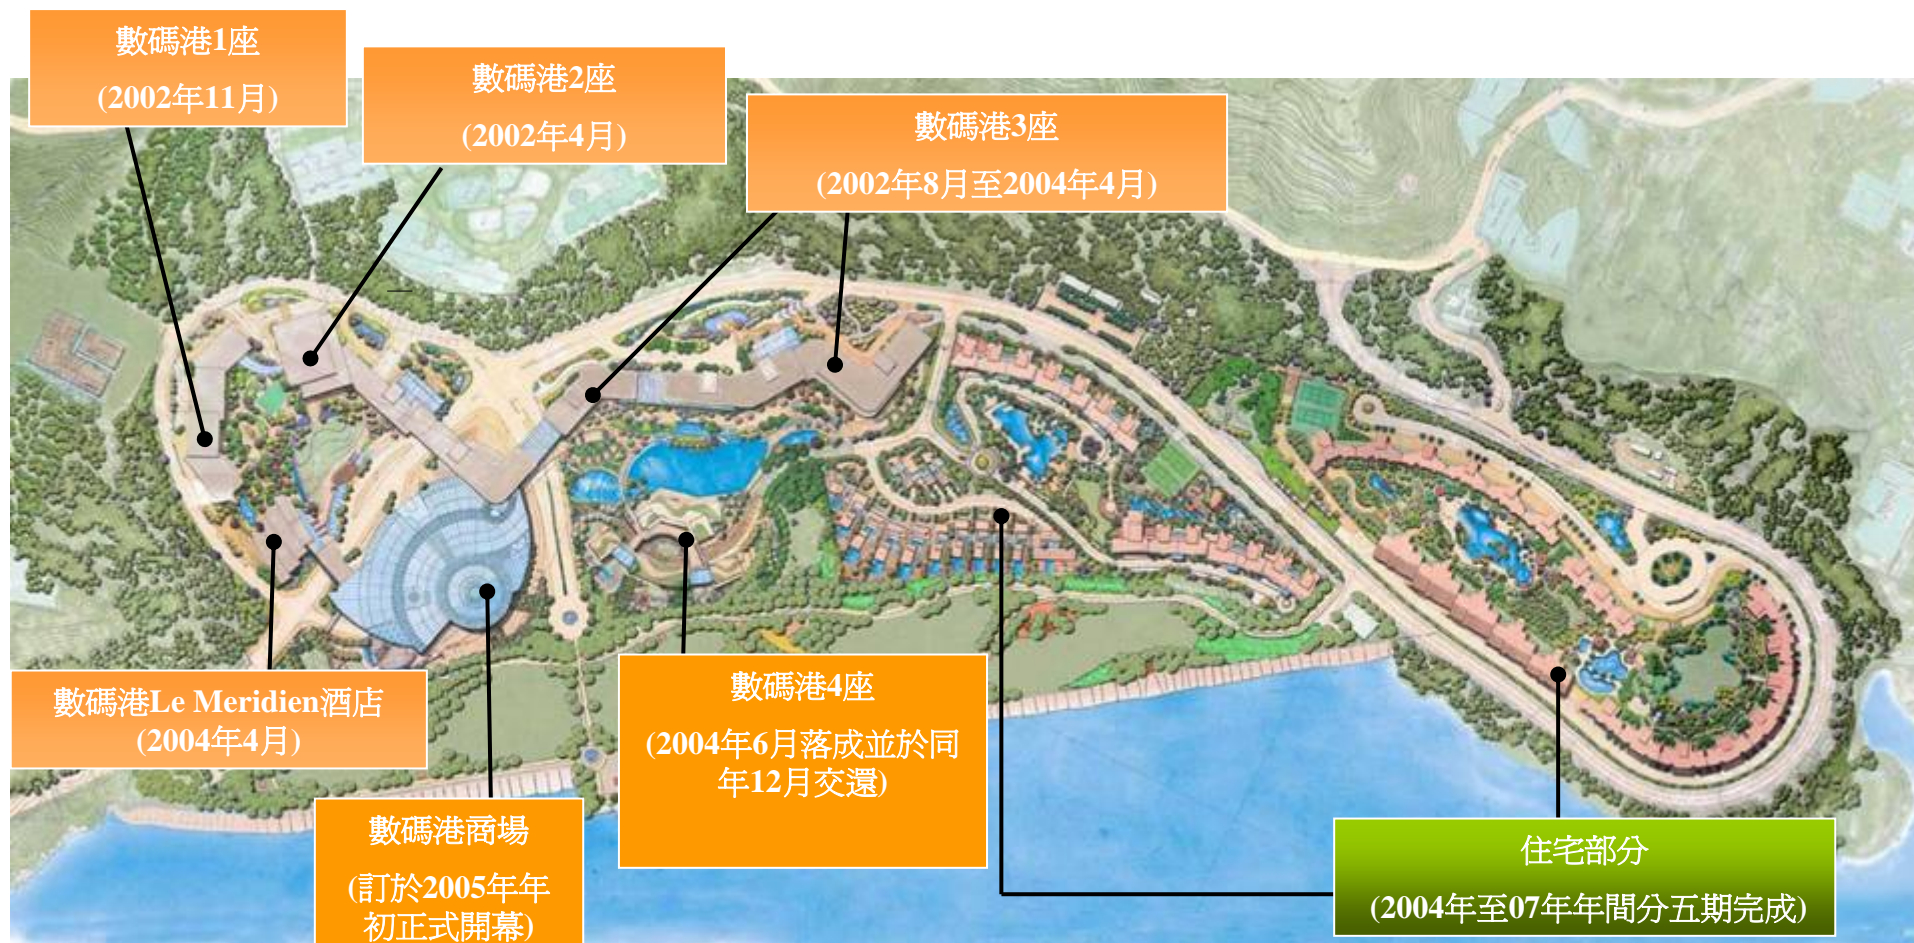 數碼港1座
(2002年11月)
數碼港2座
(2002年4月)
數碼港3座
(2002年8月至2004年4月)
數碼港Le Meridien酒店
(2004年4月)
數碼港商場
(訂於2005年年
初正式開幕)
數碼港4座
(2004年6月落成並於同
年12月交還)
住宅部分
(2004年至07年年間分五期完成)